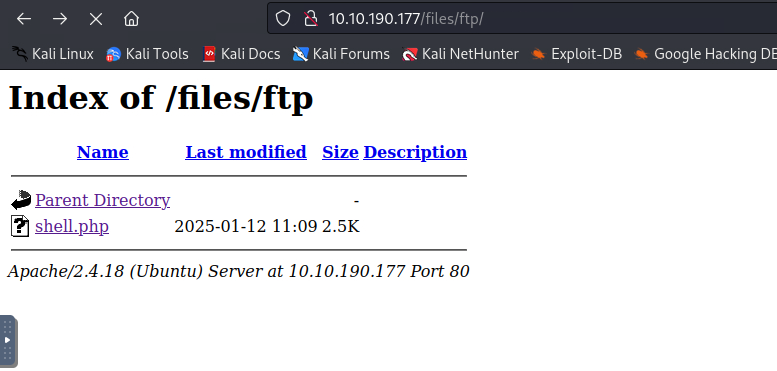 10.10.190.177/files/ftp/
Kali Linux Kali Tools Kali Docs Kali Forums Kali NetHunter Exploit-DB Google Hacking DB
Index of /files/ftp
Name Last modified Size Description
Parent Directory -
shell.php 2025-01-12 11:09 2.5K
Apache/2.4.18 (Ubuntu) Server at 10.10.190.177 Port 80